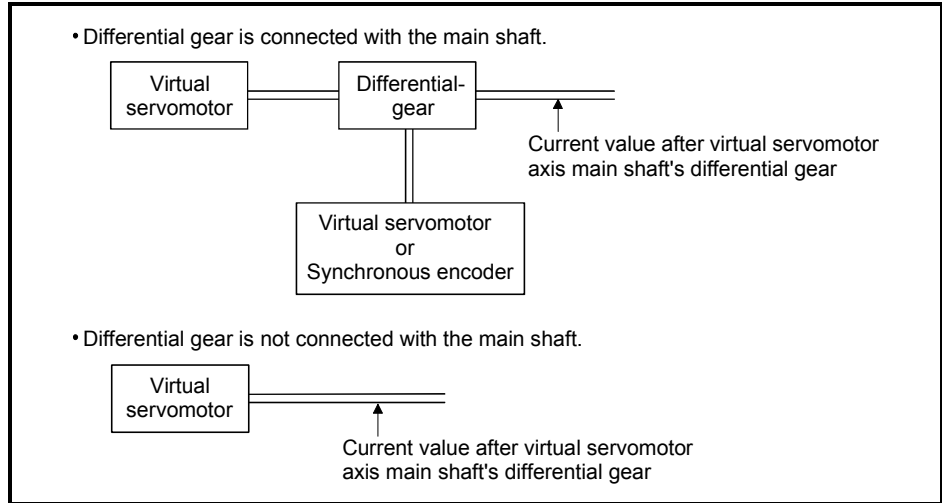 • Differential gear is connected with the main shaft.
Virtual
servomotor
Differential-
gear
Current value after virtual servomotor
axis main shaft's differential gear
Virtual servomotor
or
Synchronous encoder
• Differential gear is not connected with the main shaft.
Virtual
servomotor
Current value after virtual servomotor
axis main shaft's differential gear